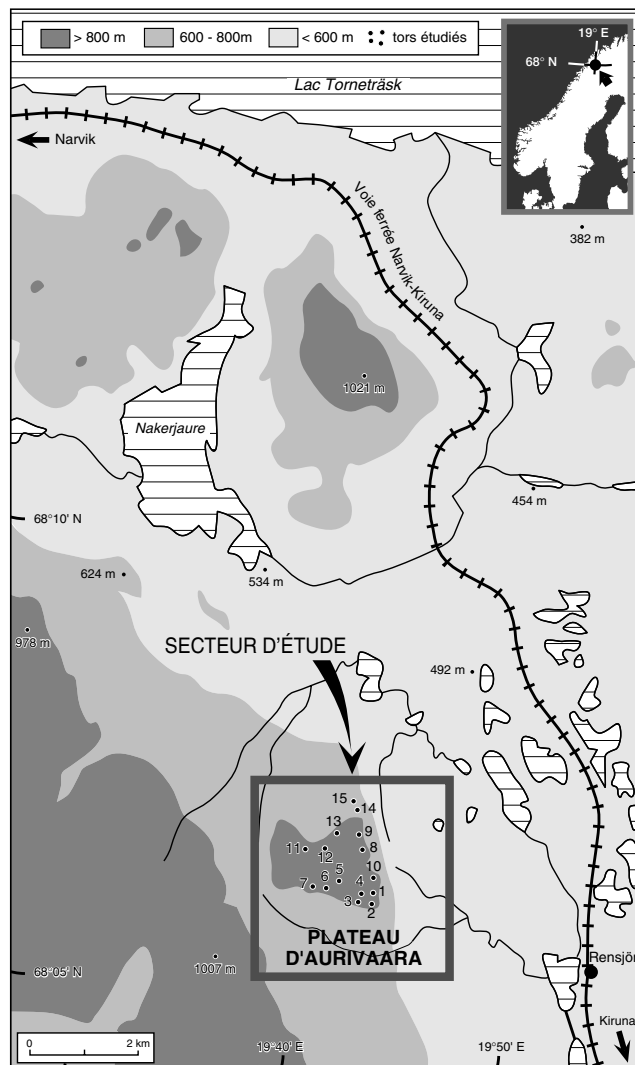 > 800 m
600 - 800m
< 600 m
tors étudiés
19° E
68° N
Lac Torneträsk
Narvik
Voie ferrée Narvik-Kiruna
382 m
1021 m
Nakerjaure
454 m
68°10' N
534 m
624 m
978 m
SECTEUR D'ÉTUDE
492 m
15
14
13
9
11
12
8
5
10
7
6
4
1
3
2
PLATEAU
D'AURIVAARA
1007 m
68°05' N
Rensjön
Kiruna
0
2 km
19°40' E
19°50' E